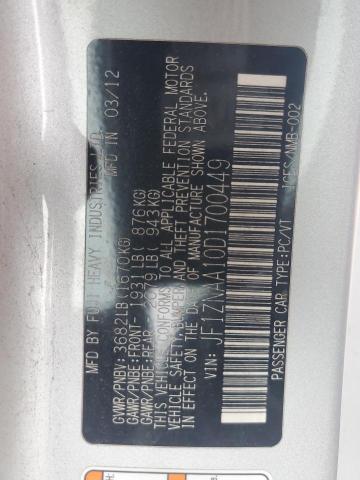 MFD BY FUJI HEAVY INDUSTRIES LTD.
MFD IN 03/12
GVWR/PNBV: 3682LB (1670KG)
GAWR/PNBE:FRONT- 1931LB( 876KG)
GAWR/PNBE:REAR - 2079LB( 943KG)
THIS VEHICLE CONFORMS TO ALL APPLICABLE FEDERAL MOTOR
VEHICLE SAFETY, BUMPER, AND THEFT PREVENTION STANDARDS
IN EFFECT ON THE DATE OF MANUFACTURE SHOWN ABOVE.
VIN: JF1ZNAA10D1700449
PASSENGER CAR TYPE:PC/VT
ICES/NMB-002